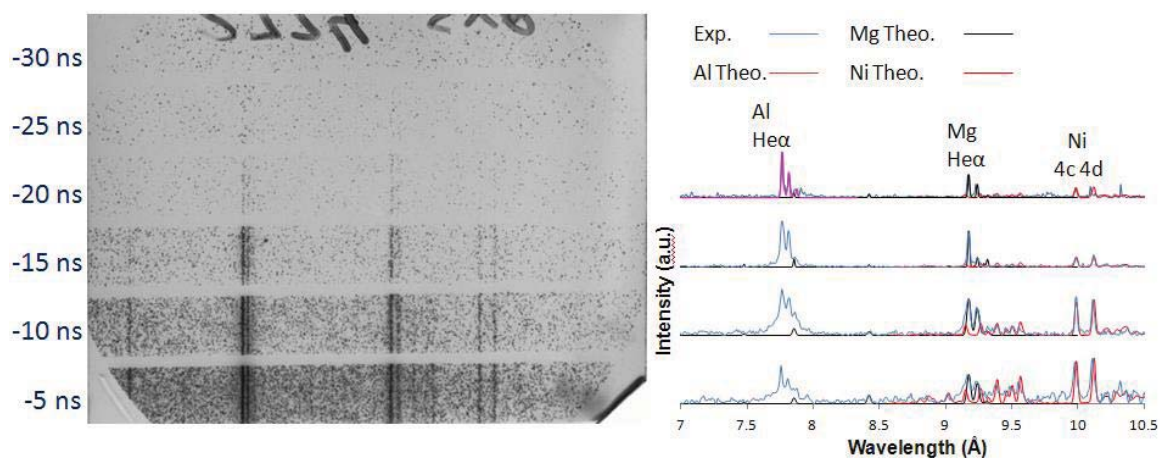 -30 ns
-25 ns
-20 ns
-15 ns
-10 ns
-5 ns
Exp.
Mg Theo.
Al Theo.
Ni Theo.
Al
Heα
Mg
Heα
Ni
4c 4d
Intensity (a.u.)
7 7.5 8 8.5 9 9.5 10 10.5
Wavelength (Å)